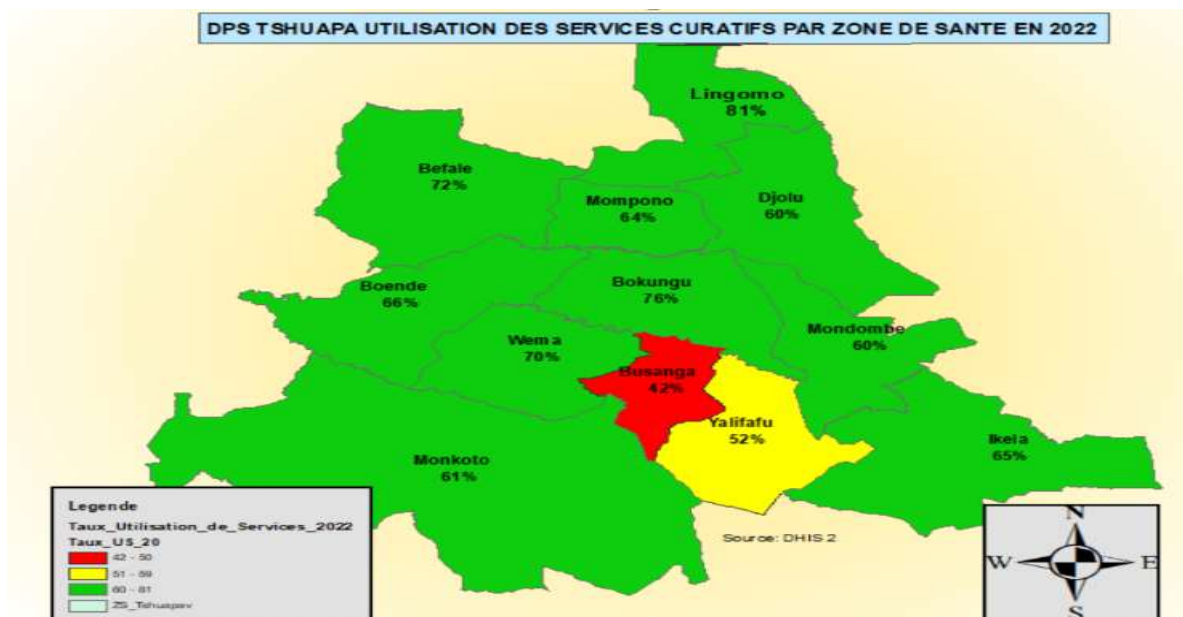 DPS TSHUAPA UTILISATION DES SERVICES CURATIFS PAR ZONE DE SANTE EN 2022
Lingomo
81%
Befale
72%
Mompono
64%
Djolu
60%
Boende
66%
Bokungu
76%
Mondombe
60%
Wema
70%
Busanga
42%
Yalifafu
52%
Ikela
65%
Monkoto
61%
Legende
Taux_Utilisation_de_Services_2022
Taux_US_20
42 - 50
51 - 59
60 - 81
ZS_Tshuapav
Source: DHIS 2
N
W
E
S